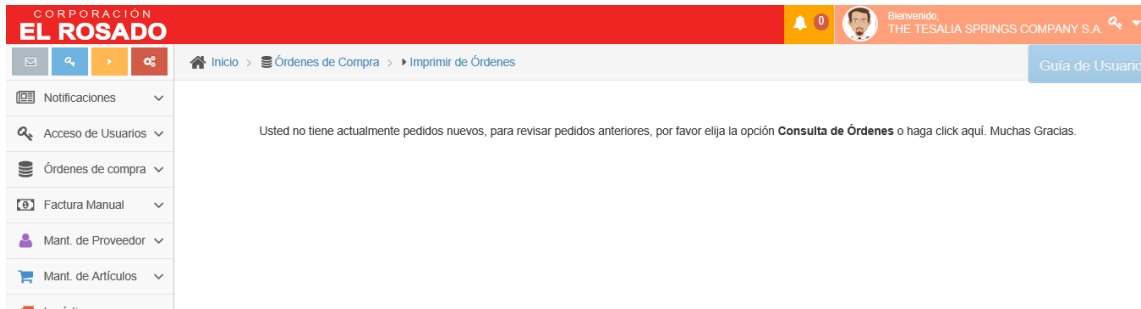 CORPORACIÓN
EL ROSADO
0
Bienvenido,
THE TESALIA SPRINGS COMPANY S.A.
Inicio > Órdenes de Compra > Imprimir de Órdenes
Guía de Usuario
Notificaciones
Acceso de Usuarios
Órdenes de compra
Factura Manual
Mant. de Proveedor
Mant. de Artículos
Usted no tiene actualmente pedidos nuevos, para revisar pedidos anteriores, por favor elija la opción Consulta de Órdenes o haga click aquí. Muchas Gracias.